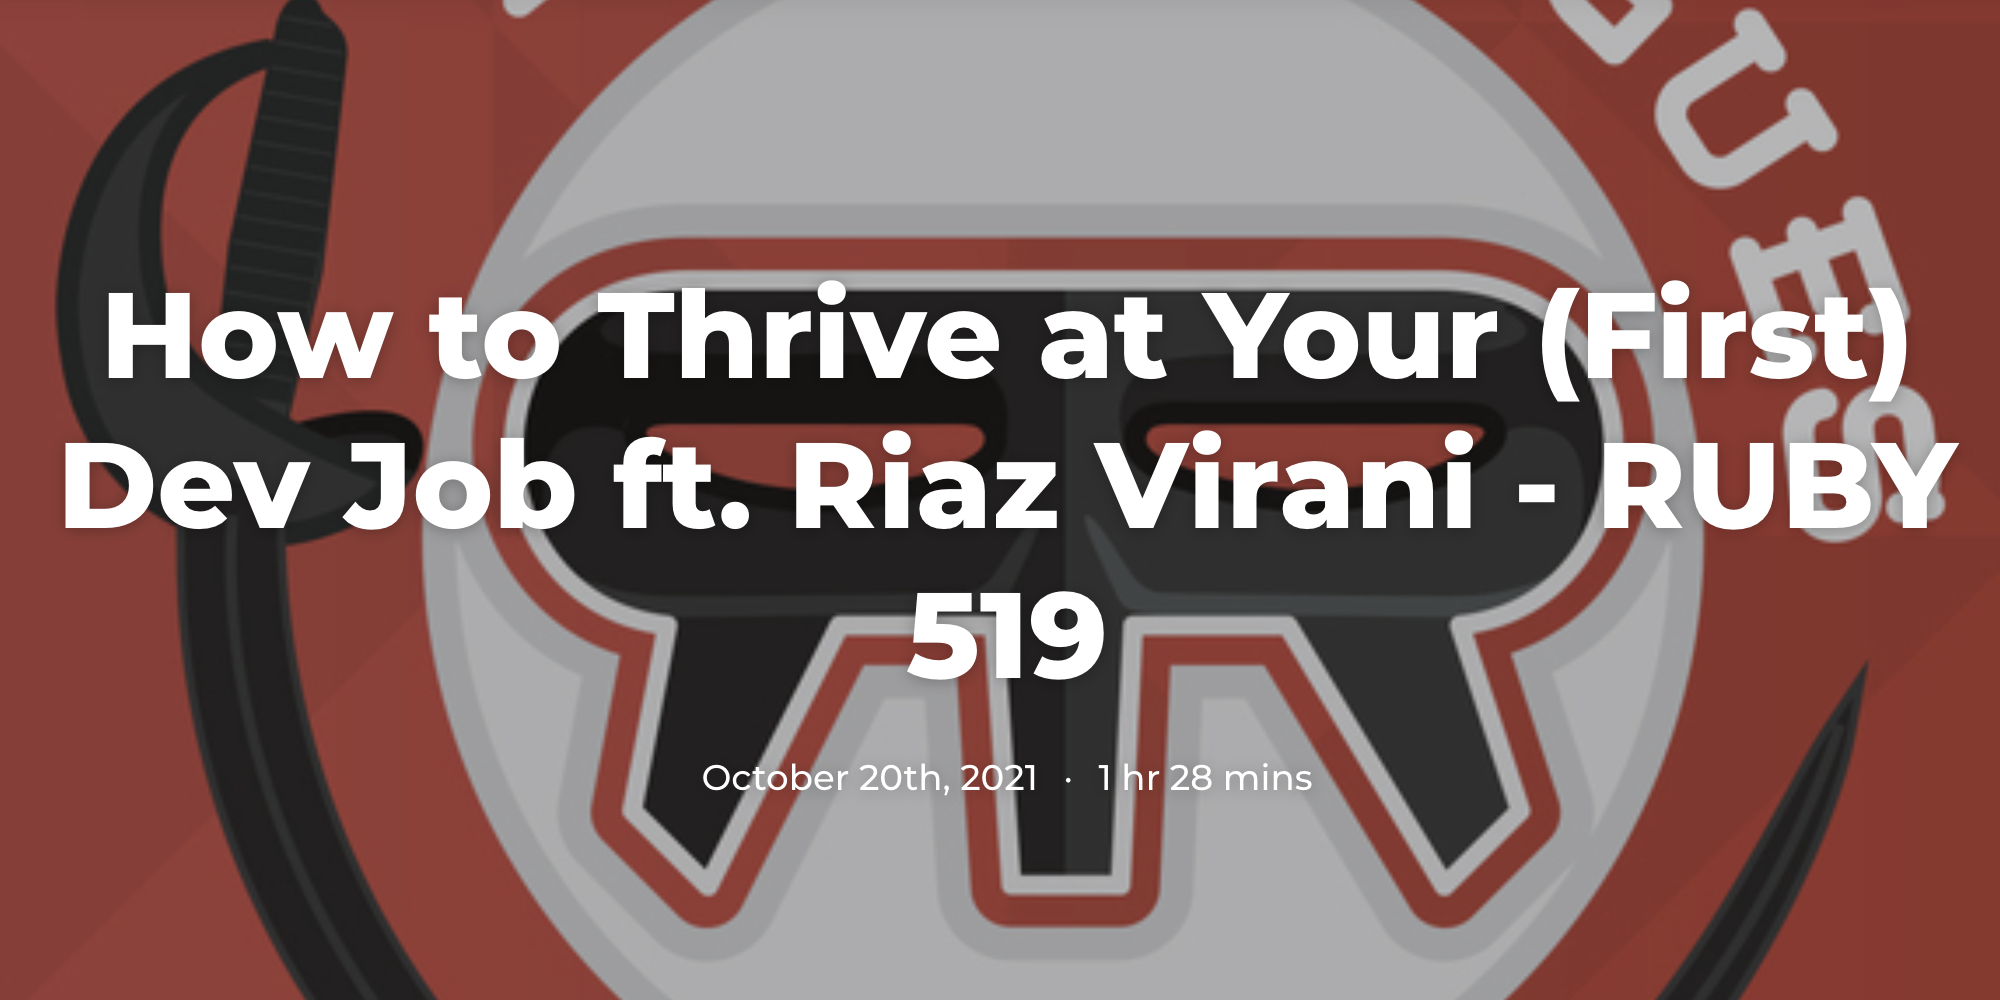 GUES
How to Thrive at Your (First)
Dev Job ft. Riaz Virani - RUBY
519
October 20th, 2021 · 1 hr 28 mins